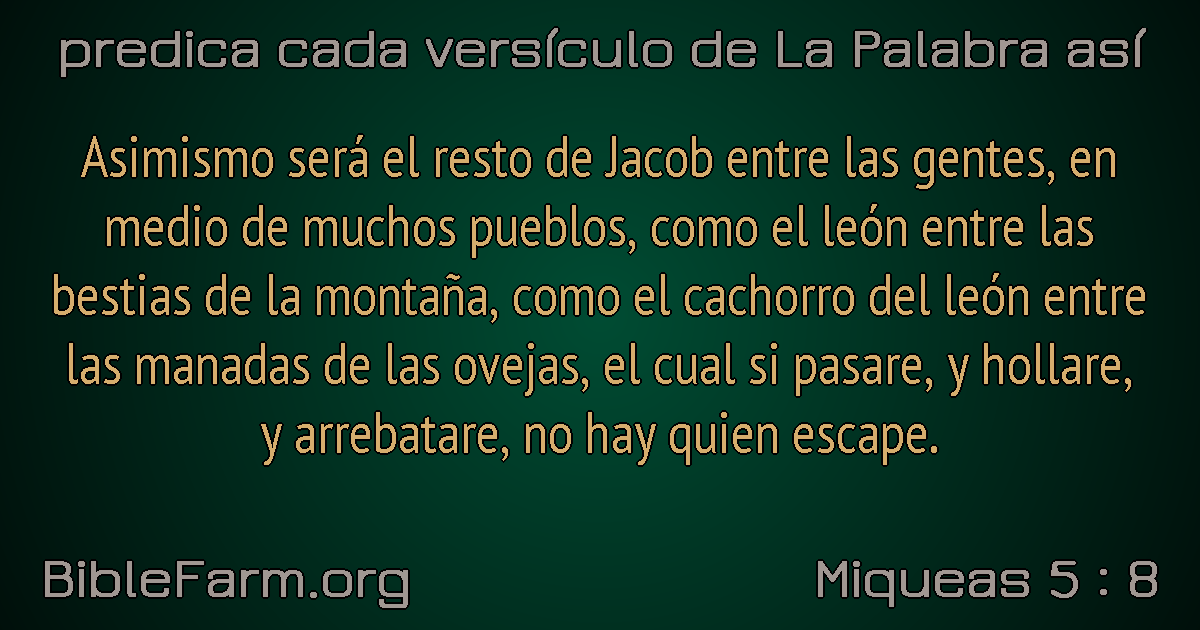 predica cada versículo de La Palabra así
Asimismo será el resto de Jacob entre las gentes, en
medio de muchos pueblos, como el león entre las
bestias de la montaña, como el cachorro del león entre
las manadas de las ovejas, el cual si pasare, y hollare,
y arrebatare, no hay quien escape.
BibleFarm.org
Miqueas 5 : 8